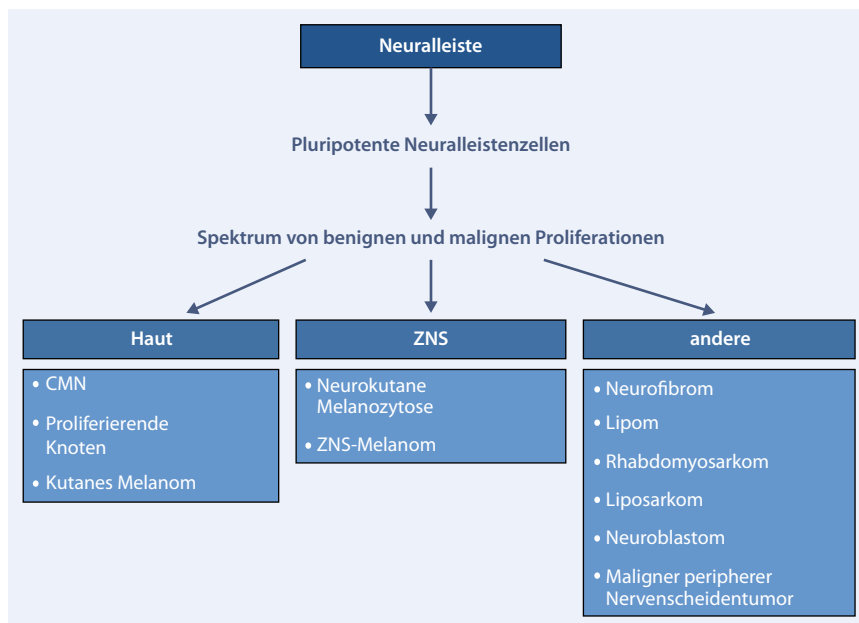 Neuralleiste
Pluripotente Neuralleistenzellen
Spektrum von benignen und malignen Proliferationen
Haut
• CMN
• Proliferierende
Knoten
• Kutanes Melanom
ZNS
• Neurokutane
Melanozytose
• ZNS-Melanom
andere
• Neurofibrom
• Lipom
• Rhabdomyosarkom
• Liposarkom
• Neuroblastom
• Maligner peripherer
Nervenscheidentumor